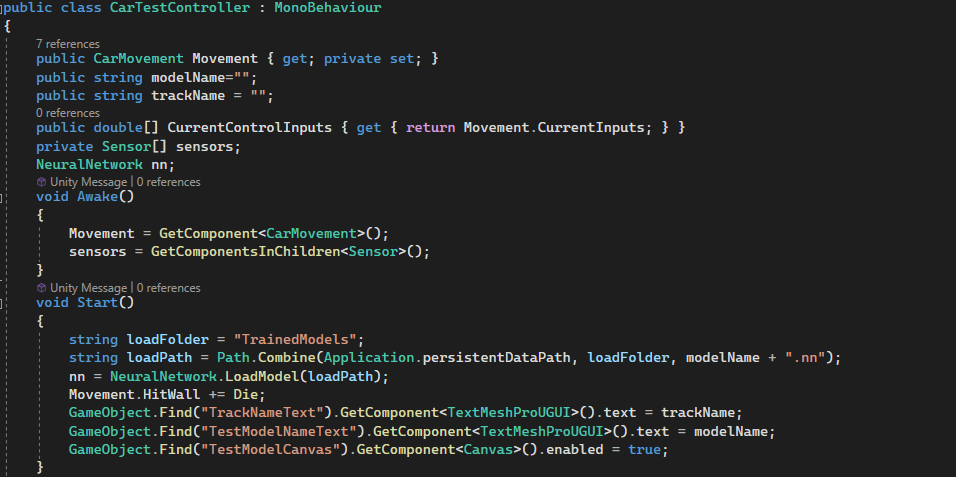 public class CarTestController : MonoBehaviour
{
7 references
public CarMovement Movement { get; private set; }
public string modelName="";
public string trackName = "";
0 references
public double[] CurrentControlInputs { get { return Movement.CurrentInputs; } }
private Sensor[] sensors;
NeuralNetwork nn;
Unity Message | 0 references
void Awake()
{
Movement = GetComponent<CarMovement>();
sensors = GetComponentsInChildren<Sensor>();
}
Unity Message | 0 references
void Start()
{
string loadFolder = "TrainedModels";
string loadPath = Path.Combine(Application.persistentDataPath, loadFolder, modelName + ".nn");
nn = NeuralNetwork.LoadModel(loadPath);
Movement.HitWall += Die;
GameObject.Find("TrackNameText").GetComponent<TextMeshProUGUI>().text = trackName;
GameObject.Find("TestModelNameText").GetComponent<TextMeshProUGUI>().text = modelName;
GameObject.Find("TestModelCanvas").GetComponent<Canvas>().enabled = true;
}